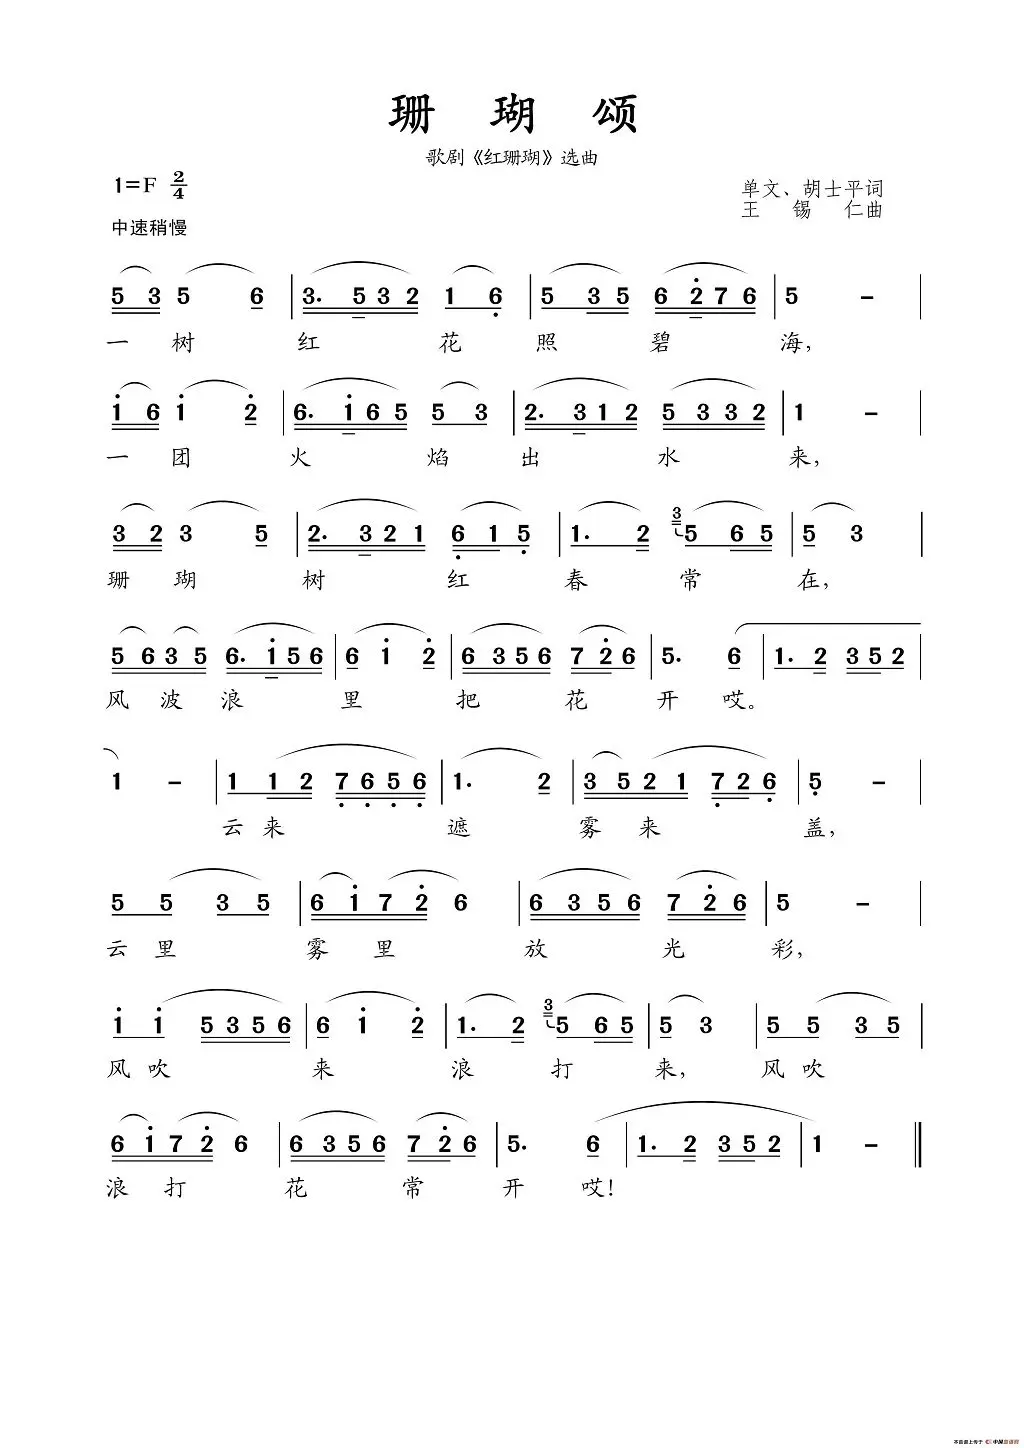 珊瑚颂
歌剧《红珊瑚》选曲
1=F 2/4
单文、胡士平词
王锡仁曲
中速稍慢
5 3 5 6 | 3. 5 3 2 1 6 | 5 3 5 6 2 7 6 | 5 – |
一树红花照碧海，
1 6 1 2 | 6. 1 6 5 5 3 | 2. 3 1 2 5 3 3 2 | 1 – |
一团火焰出水来，
3 2 3 5 | 2. 3 2 1 6 1 5 | 1. 2 3 5 6 5 | 5 3 |
珊瑚树红春常在，
5 6 3 5 6. 1 5 6 | 6 1 2 | 6 3 5 6 7 2 6 | 5. 6 | 1. 2 3 5 2 |
风波浪里把花开哎。
1 – | 1 1 2 7 6 5 6 | 1. 2 | 3 5 2 1 7 2 6 | 5 – |
云来遮雾来盖，
5 5 3 5 | 6 1 7 2 6 | 6 3 5 6 7 2 6 | 5 – |
云里雾里放光彩，
1 1 5 3 5 6 | 6 1 2 | 1. 2 3 5 6 5 | 5 3 | 5 5 3 5 |
风吹来浪打来，风吹
6 1 7 2 6 | 6 3 5 6 7 2 6 | 5. 6 | 1. 2 3 5 2 | 1 – ‖
浪打花常开哎！